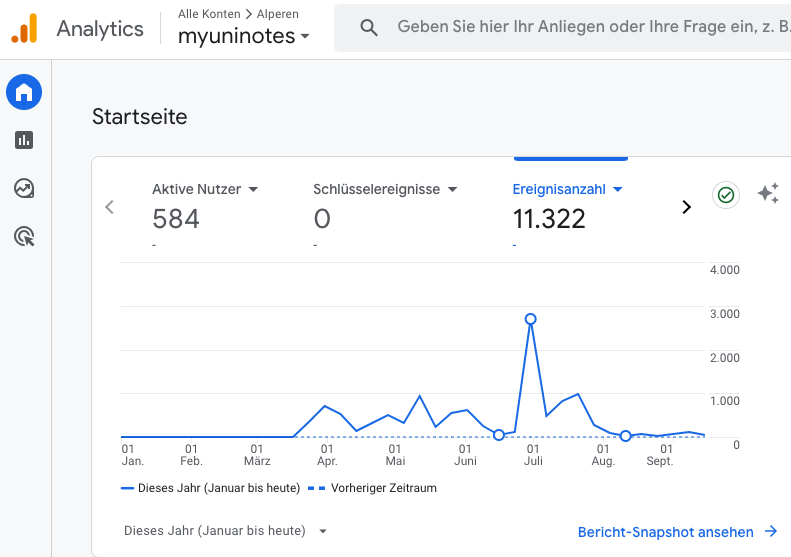 Analytics
Alle Konten > Alperen
myuninotes
Geben Sie hier Ihr Anliegen oder Ihre Frage ein, z. B.
Startseite
Aktive Nutzer
584
-
Schlüsselereignisse
0
-
Ereignisanzahl
11.322
-
4.000
3.000
2.000
1.000
0
01 01 01 01 01 01 01 01 01
Jan. Feb. März Apr. Mai Juni Juli Aug. Sept.
Dieses Jahr (Januar bis heute) Vorheriger Zeitraum
Dieses Jahr (Januar bis heute)
Bericht-Snapshot ansehen